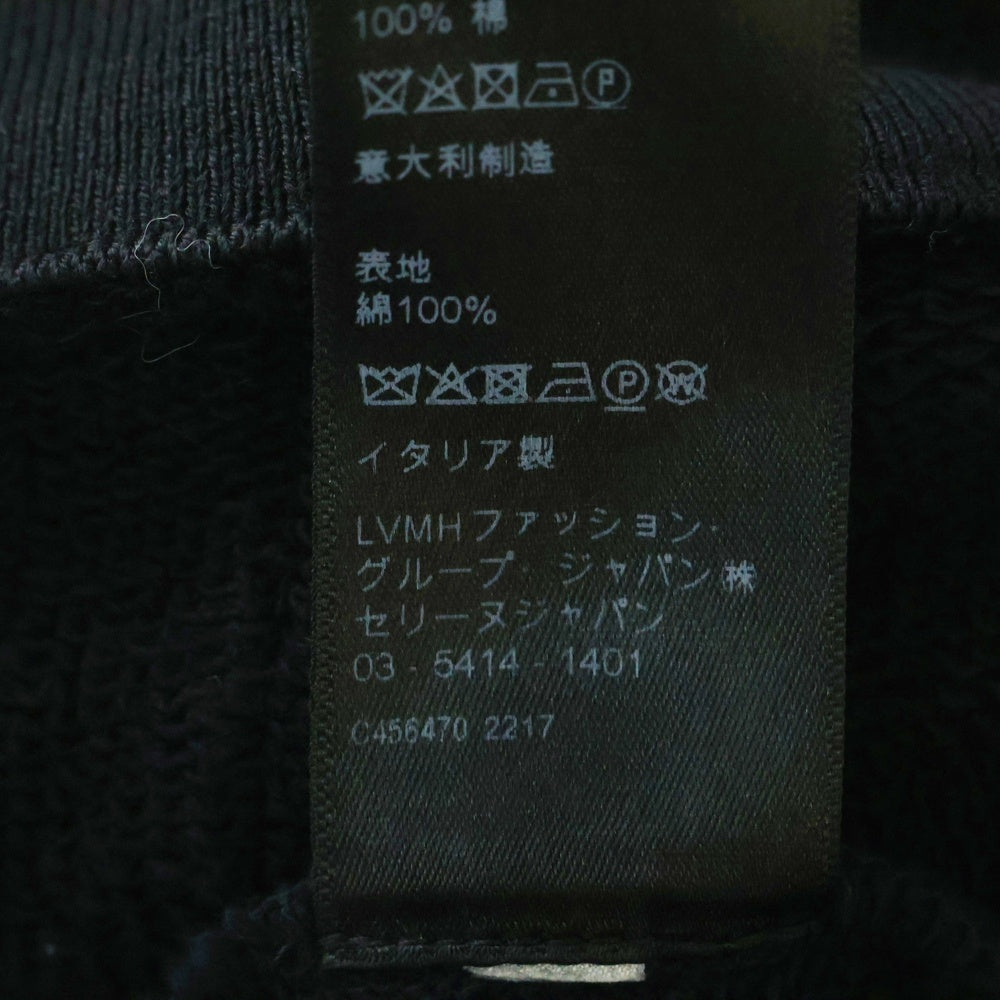 100% 棉
意大利制造
表地
綿100%
イタリア製
LVMHファッション・
グループ・ジャパン㈱
セリーヌジャパン
03 - 5414 - 1401
C456470 2217